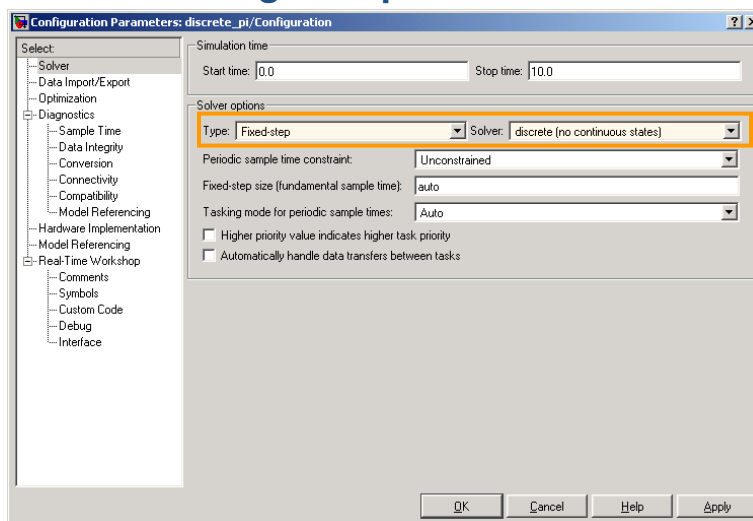 Configuration Parameters: discrete_pi/Configuration
Select:
Solver
Data Import/Export
Optimization
Diagnostics
Sample Time
Data Integrity
Conversion
Connectivity
Compatibility
Model Referencing
Hardware Implementation
Model Referencing
Real-Time Workshop
Comments
Symbols
Custom Code
Debug
Interface
Simulation time
Start time: 0.0 Stop time: 10.0
Solver options
Type: Fixed-step Solver: discrete (no continuous states)
Periodic sample time constraint: Unconstrained
Fixed-step size (fundamental sample time): auto
Tasking mode for periodic sample times: Auto
Higher priority value indicates higher task priority
Automatically handle data transfers between tasks
OK Cancel Help Apply